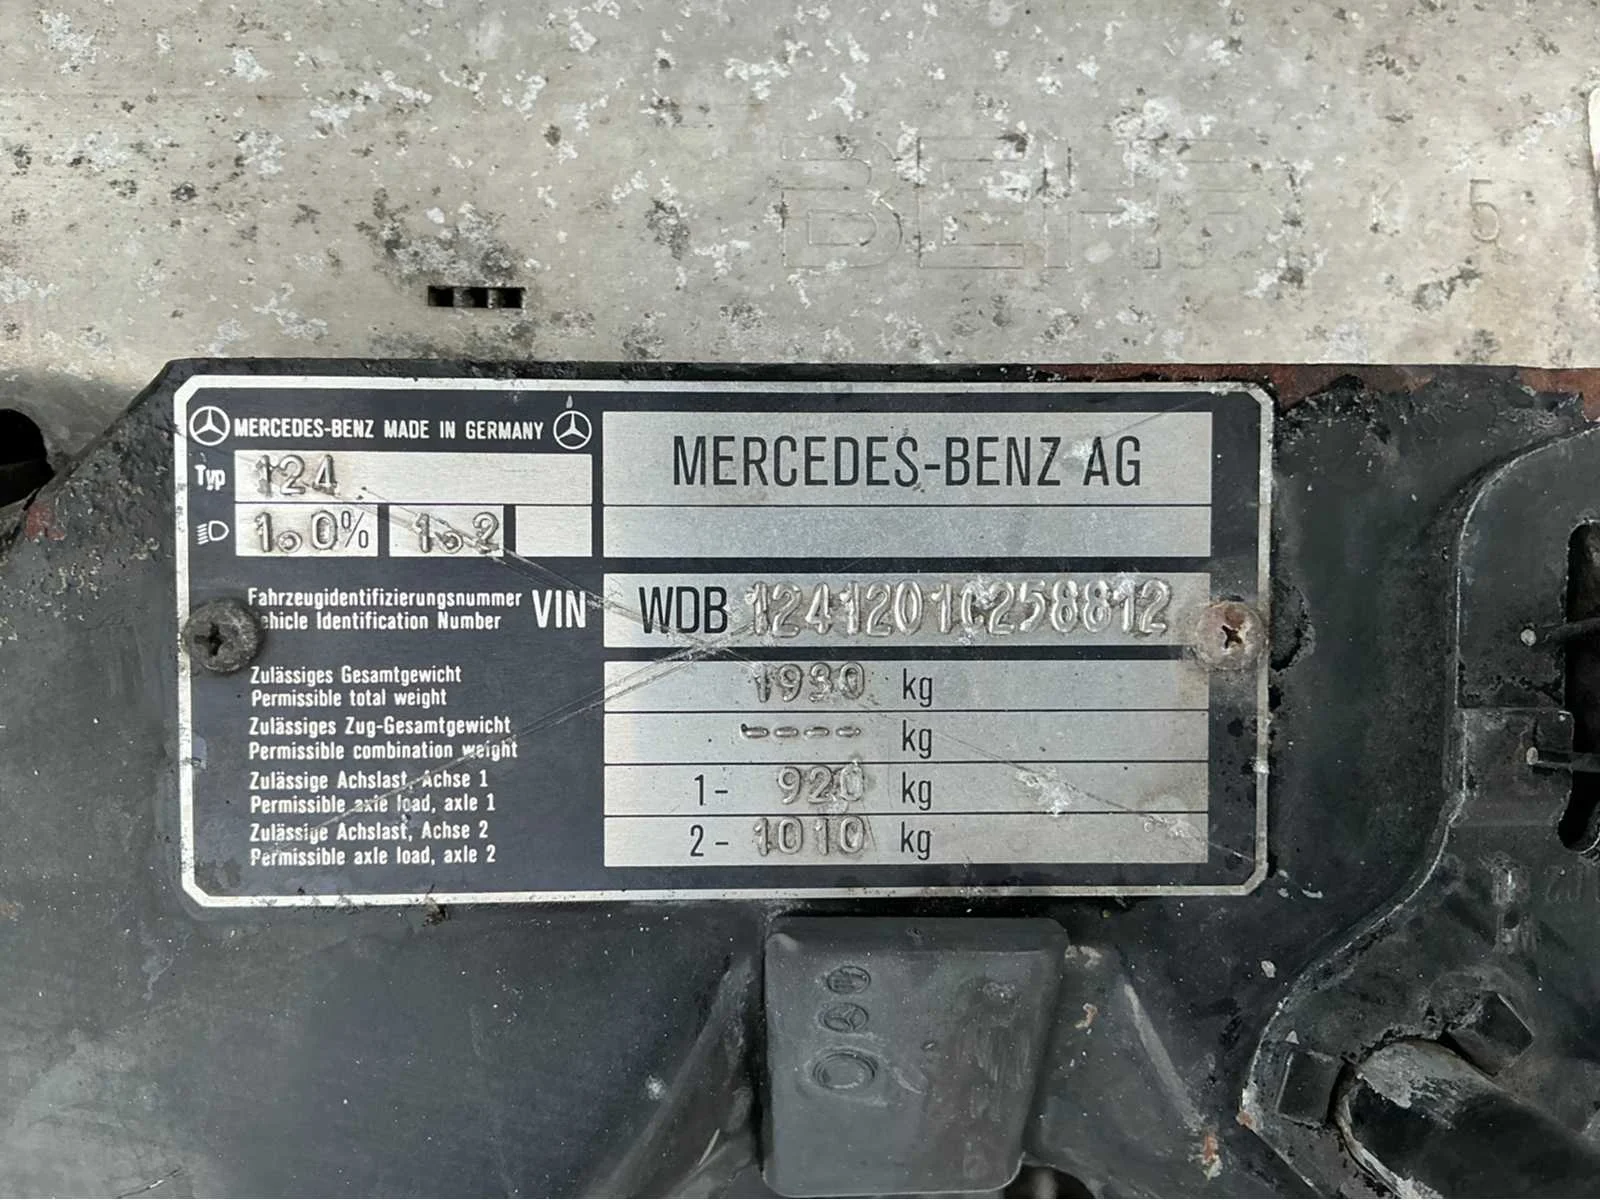 BEHR K 5
MERCEDES-BENZ MADE IN GERMANY
MERCEDES-BENZ AG
Typ 124
1.0% 1.2
Fahrzeugidentifizierungsnummer
ehicle Identification Number
VIN
WDB 1241201C258812
Zulässiges Gesamtgewicht
Permissible total weight
1930 kg
Zulässiges Zug-Gesamtgewicht
Permissible combination weight
---- kg
Zulässige Achslast, Achse 1
Permissible axle load, axle 1
1- 920 kg
Zulässige Achslast, Achse 2
Permissible axle load, axle 2
2- 1010 kg